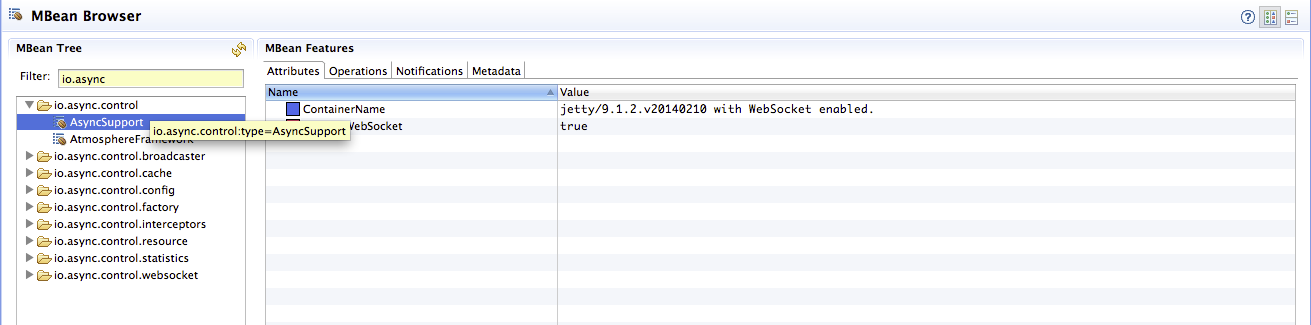 MBean Browser
MBean Tree
Filter: io.async
io.async.control
AsyncSupport
io.async.control:type=AsyncSupport
AtmosphereFramework
io.async.control.broadcaster
io.async.control.cache
io.async.control.config
io.async.control.factory
io.async.control.interceptors
io.async.control.resource
io.async.control.statistics
io.async.control.websocket
MBean Features
Attributes Operations Notifications Metadata
Name Value
ContainerName jetty/9.1.2.v20140210 with WebSocket enabled.
WebSocket true